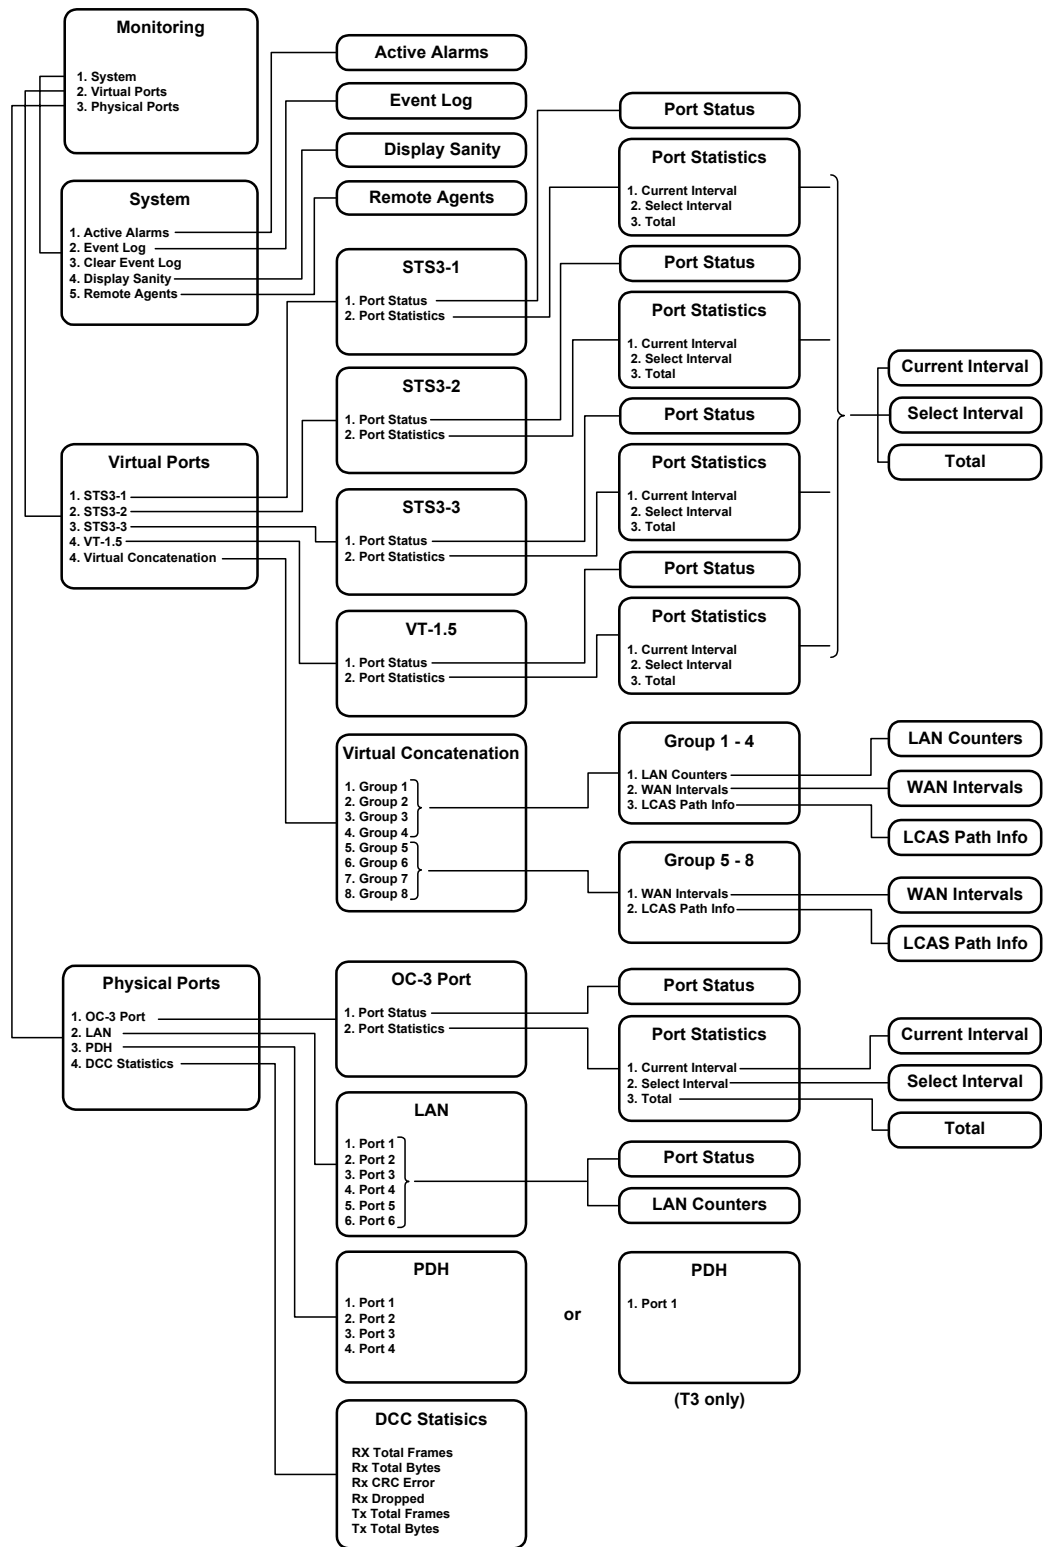 Monitoring
1. System
2. Virtual Ports
3. Physical Ports
System
1. Active Alarms
2. Event Log
3. Clear Event Log
4. Display Sanity
5. Remote Agents
Active Alarms
Event Log
Display Sanity
Remote Agents
Virtual Ports
1. STS3-1
2. STS3-2
3. STS3-3
4. VT-1.5
4. Virtual Concatenation
STS3-1
1. Port Status
2. Port Statistics
STS3-2
1. Port Status
2. Port Statistics
STS3-3
1. Port Status
2. Port Statistics
VT-1.5
1. Port Status
2. Port Statistics
Port Status
Port Statistics
1. Current Interval
2. Select Interval
3. Total
Port Status
Port Statistics
1. Current Interval
2. Select Interval
3. Total
Port Status
Port Statistics
1. Current Interval
2. Select Interval
3. Total
Port Status
Port Statistics
1. Current Interval
2. Select Interval
3. Total
Current Interval
Select Interval
Total
Virtual Concatenation
1. Group 1
2. Group 2
3. Group 3
4. Group 4
5. Group 5
6. Group 6
7. Group 7
8. Group 8
Group 1 - 4
1. LAN Counters
2. WAN Intervals
3. LCAS Path Info
LAN Counters
WAN Intervals
LCAS Path Info
Group 5 - 8
1. WAN Intervals
2. LCAS Path Info
WAN Intervals
LCAS Path Info
Physical Ports
1. OC-3 Port
2. LAN
3. PDH
4. DCC Statistics
OC-3 Port
1. Port Status
2. Port Statistics
Port Status
Port Statistics
1. Current Interval
2. Select Interval
3. Total
Current Interval
Select Interval
Total
LAN
1. Port 1
2. Port 2
3. Port 3
4. Port 4
5. Port 5
6. Port 6
Port Status
LAN Counters
PDH
1. Port 1
2. Port 2
3. Port 3
4. Port 4
or
PDH
1. Port 1
(T3 only)
DCC Statisics
RX Total Frames
Rx Total Bytes
Rx CRC Error
Rx Dropped
Tx Total Frames
Tx Total Bytes